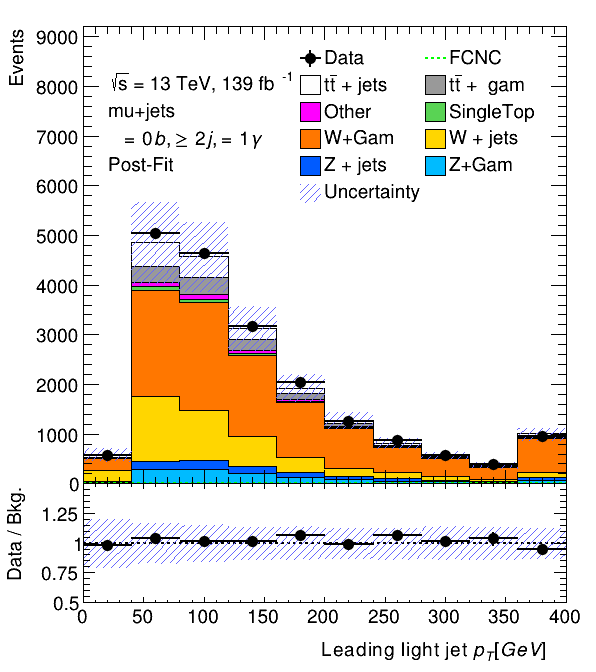 Events
9000
8000
7000
6000
5000
4000
3000
2000
1000
0
√s = 13 TeV, 139 fb⁻¹
mu+jets
= 0b, ≥ 2j, = 1γ
Post-Fit
Data
FCNC
tt̄ + jets
tt̄ + gam
Other
SingleTop
W+Gam
W + jets
Z + jets
Z+Gam
Uncertainty
Data / Bkg.
1.25
1
0.75
0.5
0 50 100 150 200 250 300 350 400
Leading light jet p_T[GeV]